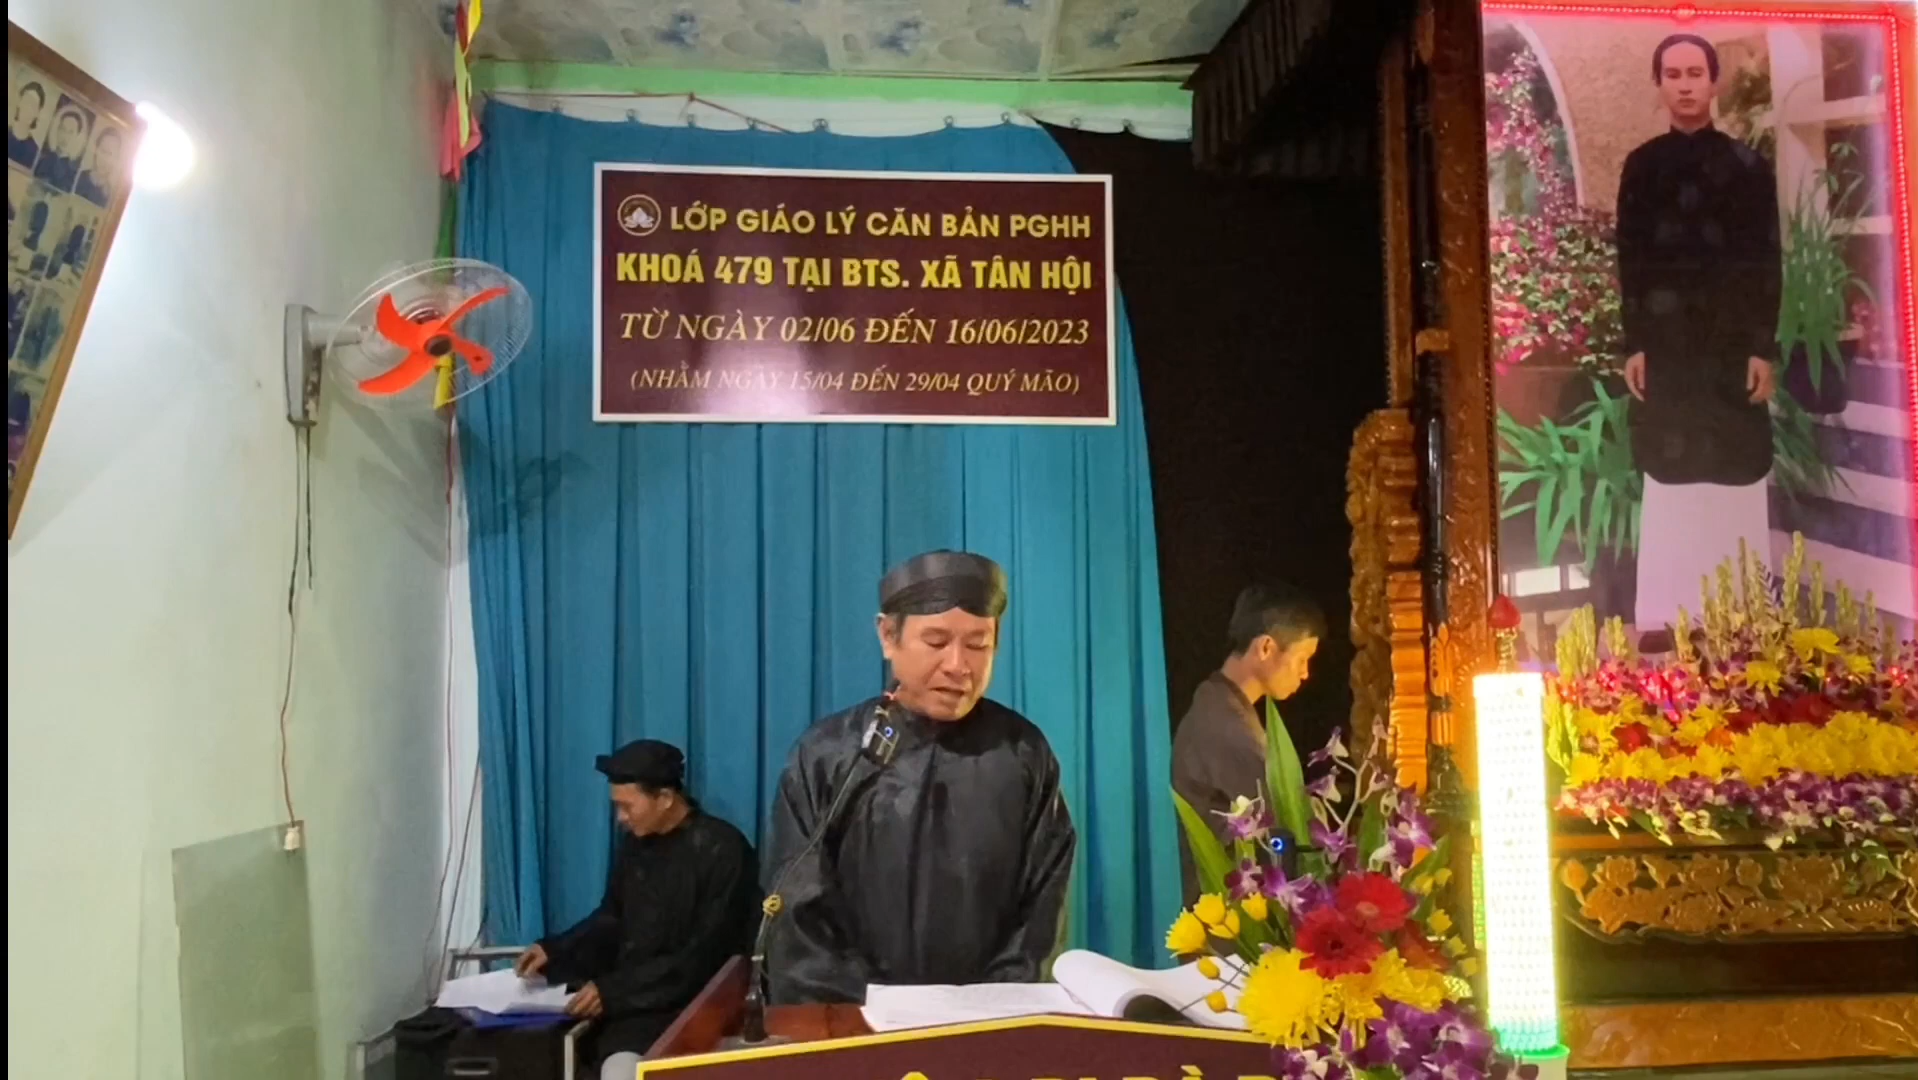 LỚP GIÁO LÝ CĂN BẢN PGHH
KHOÁ 479 TẠI BTS. XÃ TÂN HỘI
TỪ NGÀY 02/06 ĐẾN 16/06/2023
(NHẰM NGÀY 15/04 ĐẾN 29/04 QUÝ MÃO)